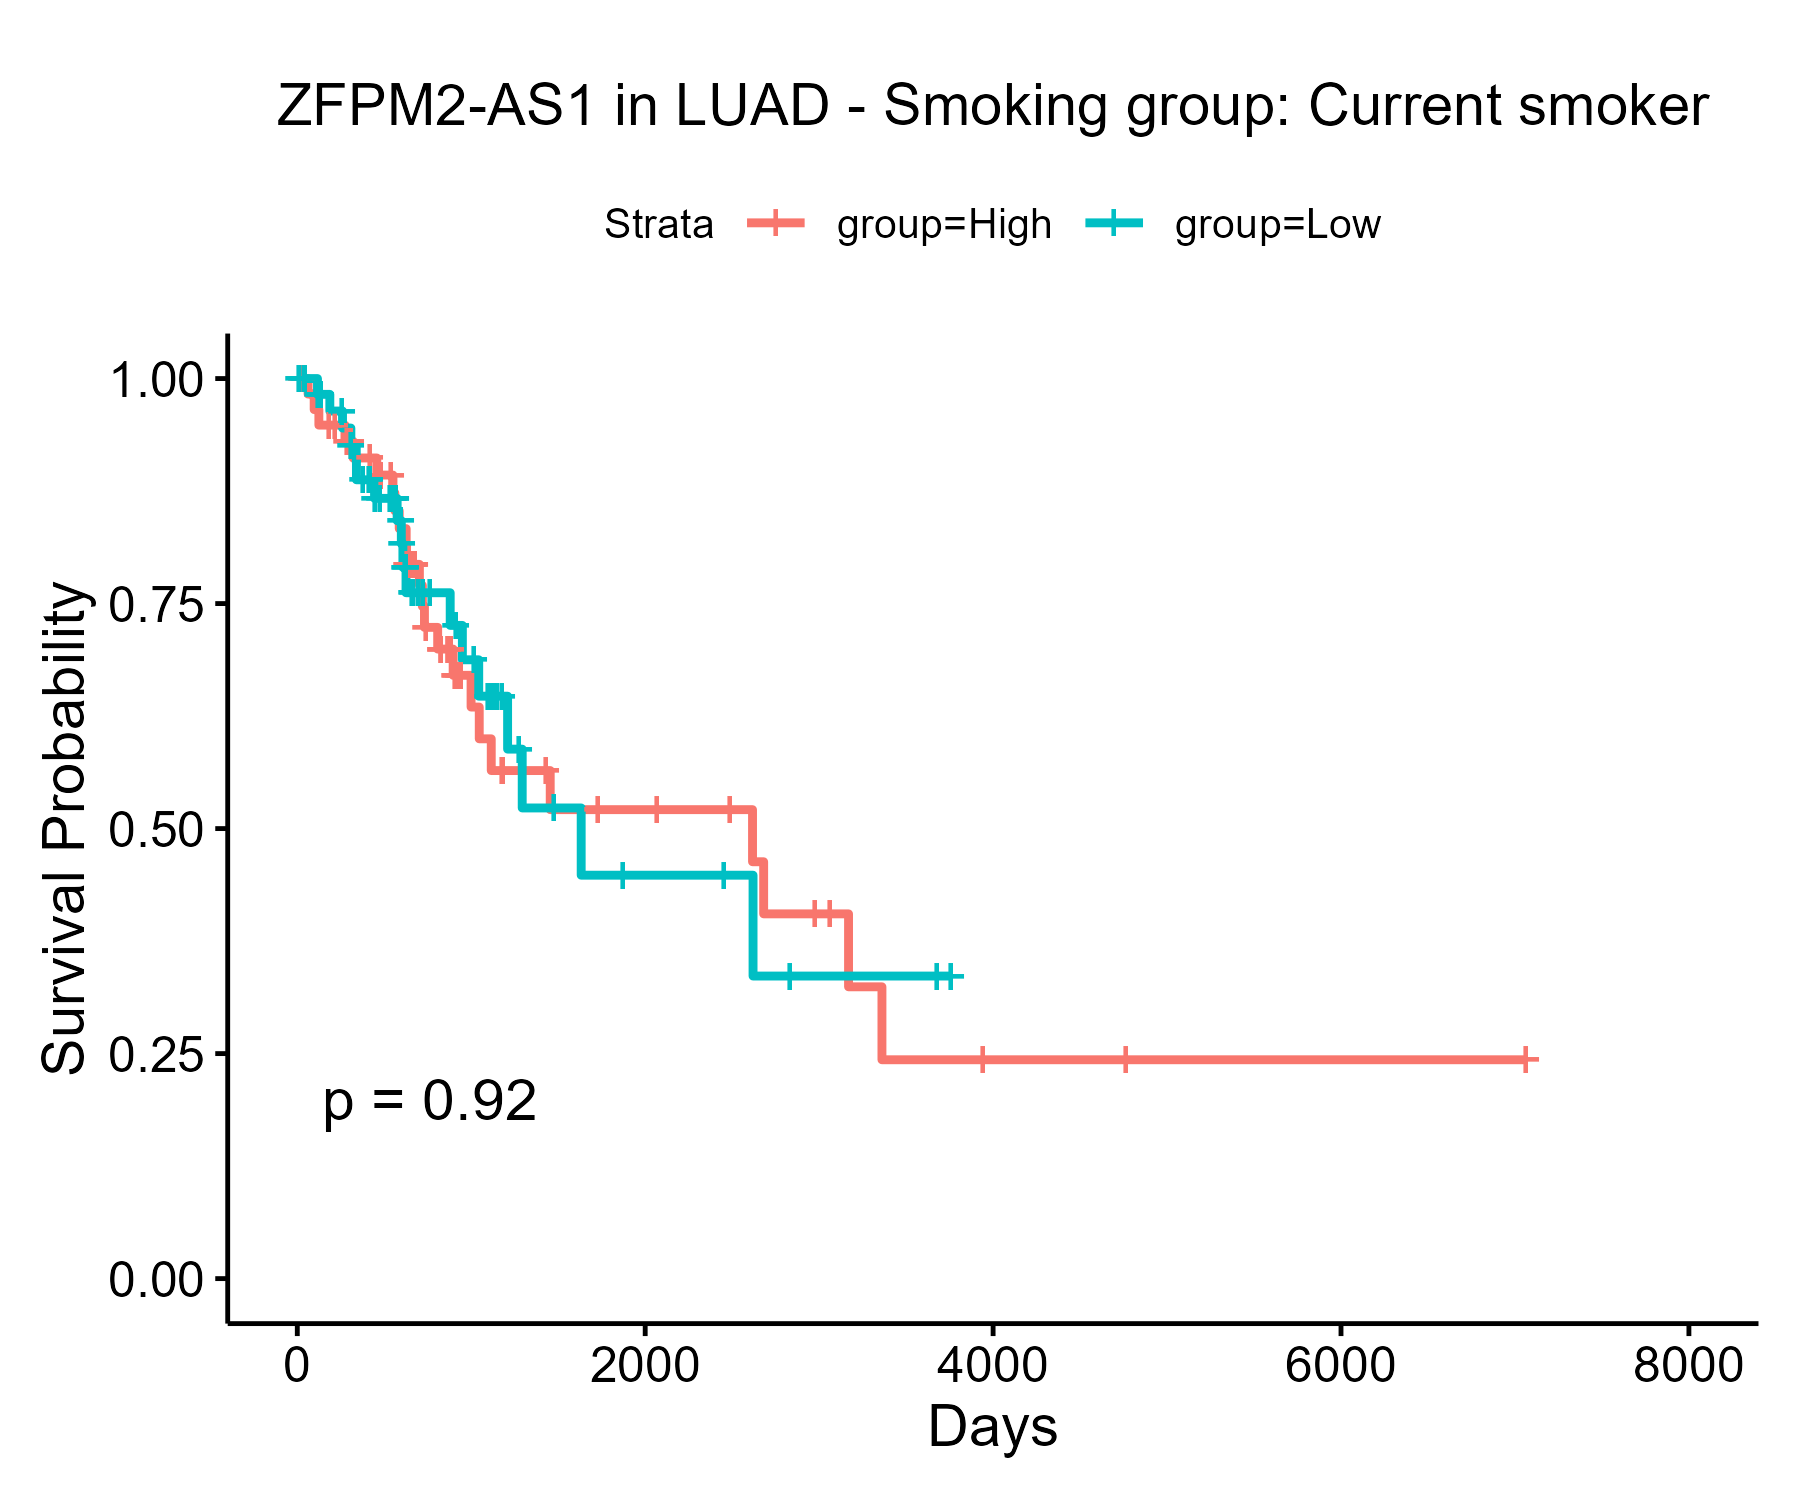 ZFPM2-AS1 in LUAD - Smoking group: Current smoker
Strata group=High group=Low
1.00
0.75
0.50
0.25
0.00
Survival Probability
p = 0.92
0 2000 4000 6000 8000
Days